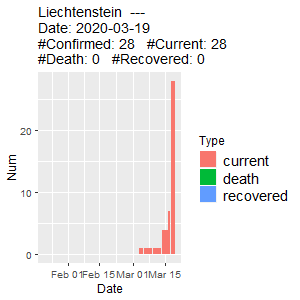 Liechtenstein  ---
Date: 2020-03-19
#Confirmed: 28   #Current: 28
#Death: 0   #Recovered: 0
Num
20
10
0
Feb 01
Feb 15
Mar 01
Mar 15
Date
Type
current
death
recovered